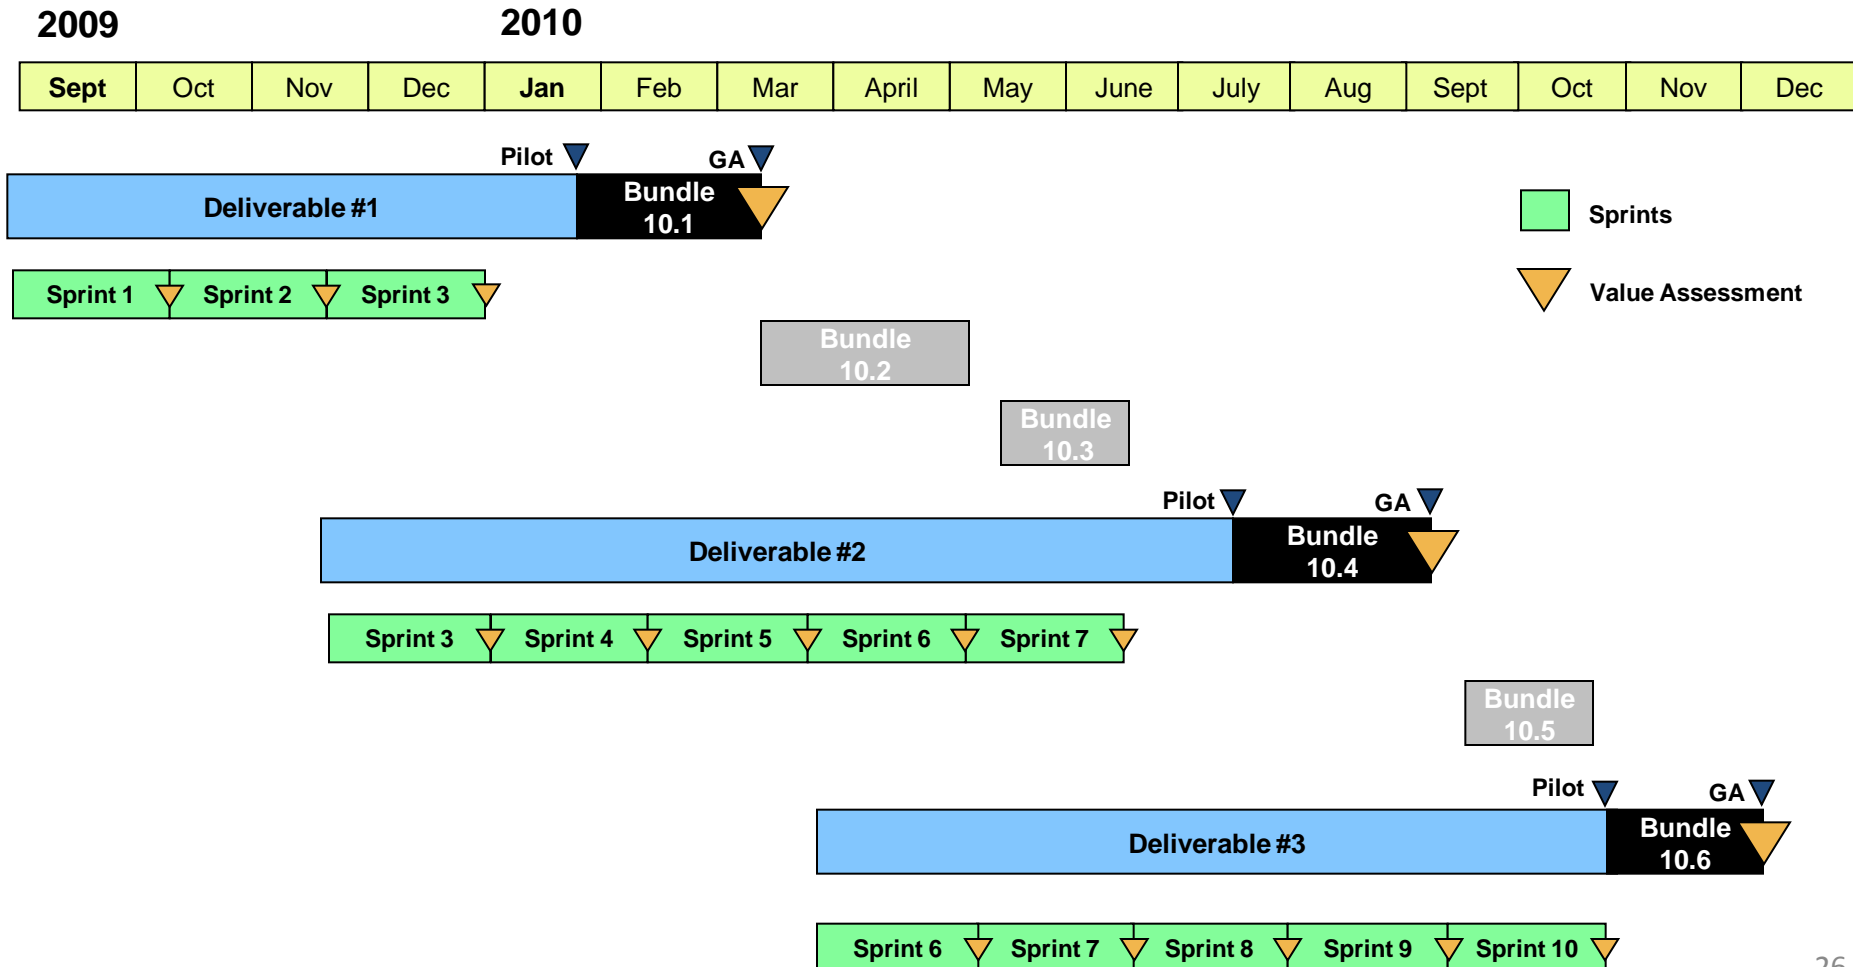 2009 2010
Sept Oct Nov Dec Jan Feb Mar April May June July Aug Sept Oct Nov Dec
Pilot GA
Deliverable #1
Bundle
10.1
Sprints
Sprint 1 Sprint 2 Sprint 3
Value Assessment
Bundle
10.2
Bundle
10.3
Pilot GA
Deliverable #2
Bundle
10.4
Sprint 3 Sprint 4 Sprint 5 Sprint 6 Sprint 7
Bundle
10.5
Pilot GA
Deliverable #3
Bundle
10.6
Sprint 6 Sprint 7 Sprint 8 Sprint 9 Sprint 10
26